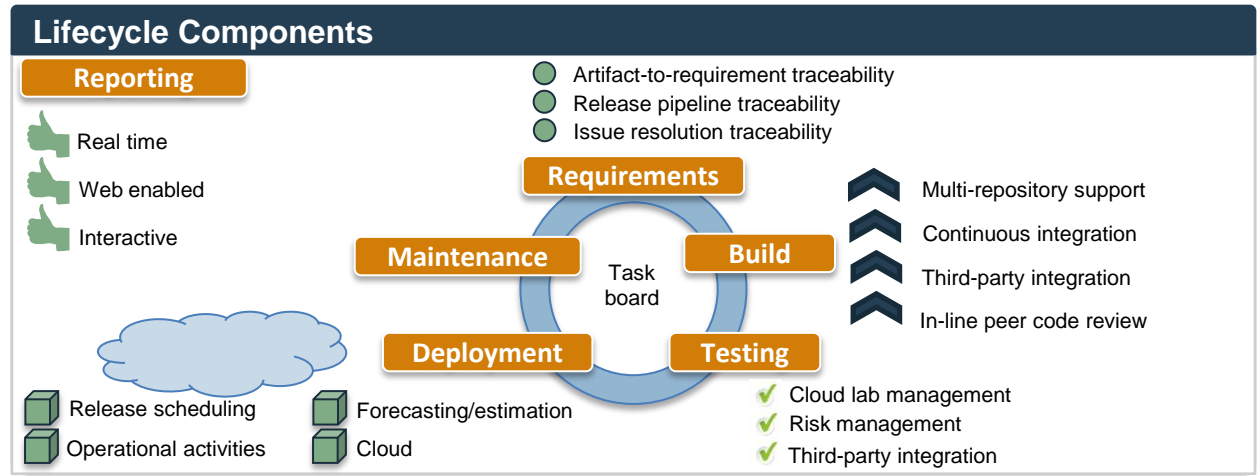 Lifecycle Components
Reporting
Real time
Web enabled
Interactive
Artifact-to-requirement traceability
Release pipeline traceability
Issue resolution traceability
Requirements
Maintenance
Build
Task
board
Deployment
Testing
Multi-repository support
Continuous integration
Third-party integration
In-line peer code review
Release scheduling
Operational activities
Forecasting/estimation
Cloud
Cloud lab management
Risk management
Third-party integration